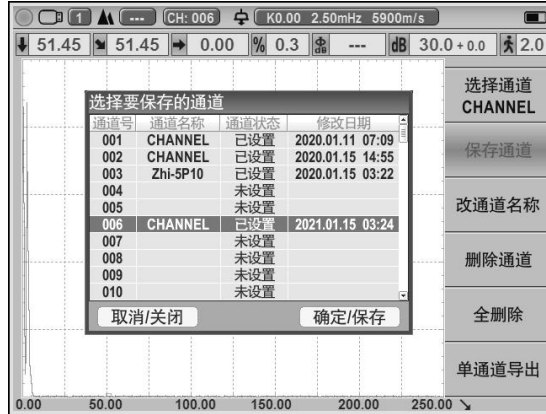 1 --- CH: 006 K0.00 2.50mHz 5900m/s
51.45 51.45 0.00 % 0.3 --- dB 30.0 + 0.0 2.0
选择要保存的通道
通道号 通道名称 通道状态 修改日期
001 CHANNEL 已设置 2020.01.11 07:09
002 CHANNEL 已设置 2020.01.15 14:55
003 Zhi-5P10 已设置 2020.01.15 03:22
004 未设置
005 未设置
006 CHANNEL 已设置 2021.01.15 03:24
007 未设置
008 未设置
009 未设置
010 未设置
取消/关闭 确定/保存
选择通道
CHANNEL
保存通道
改通道名称
删除通道
全删除
单通道导出
0.00 50.00 100.00 150.00 200.00 250.00